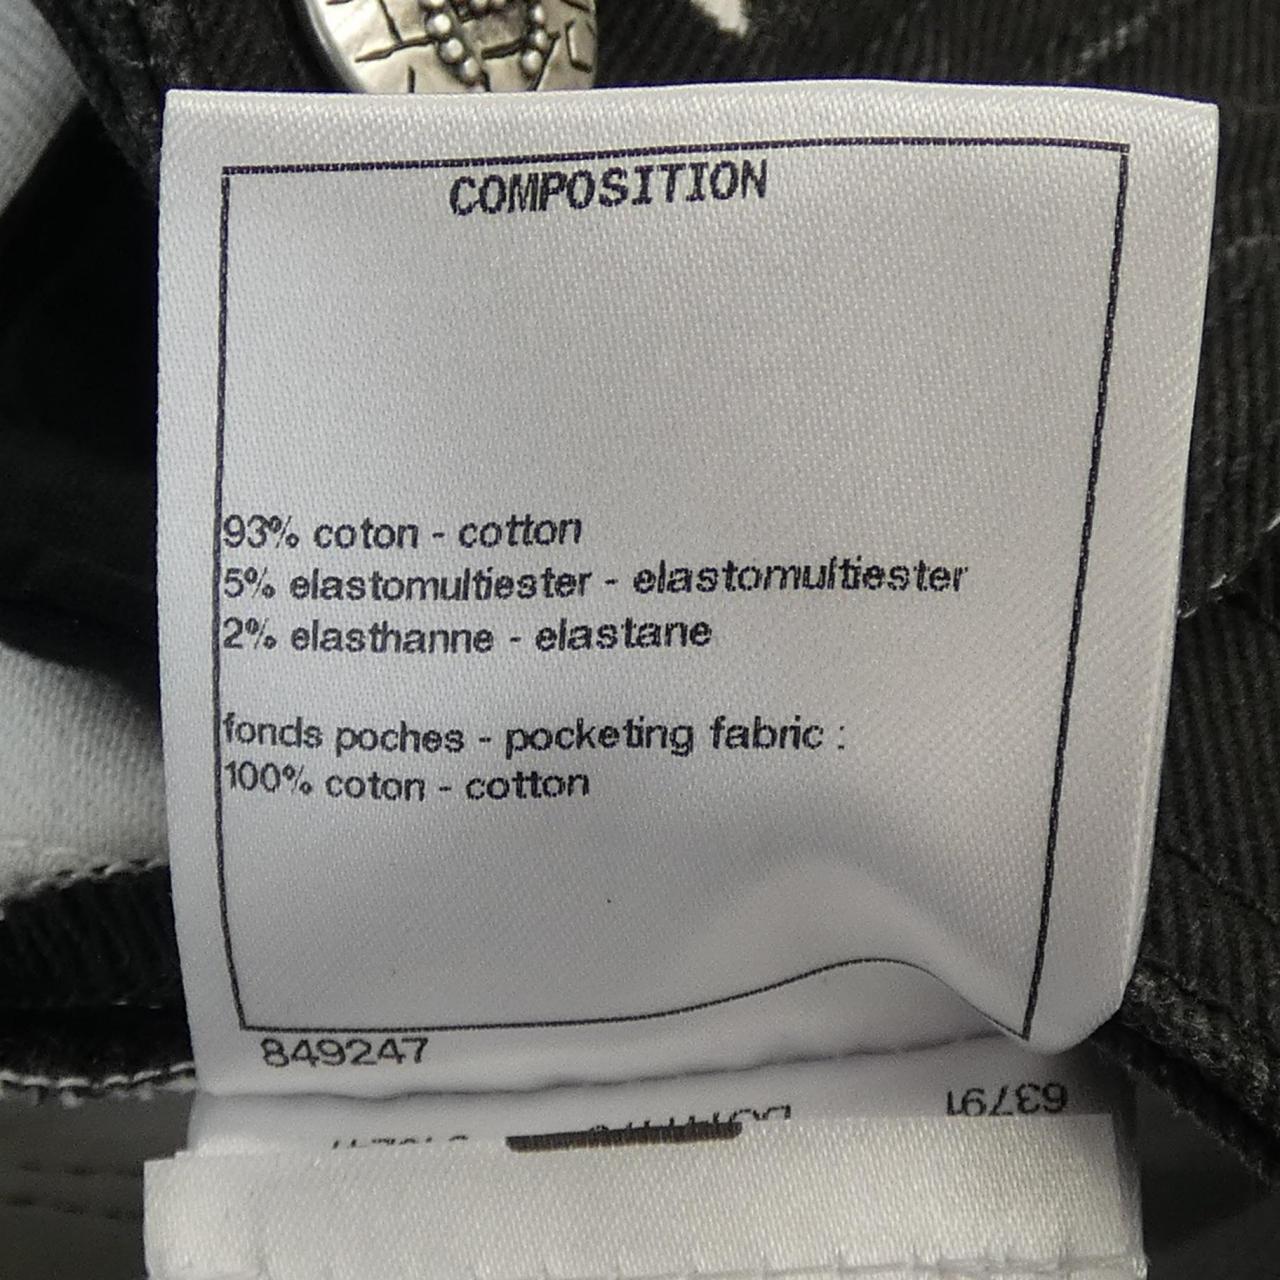 COMPOSITION
93% coton - cotton
5% elastomultiester - elastomultiester
2% elasthanne - elastane
fonds poches - pocketing fabric :
100% coton - cotton
849247
63791